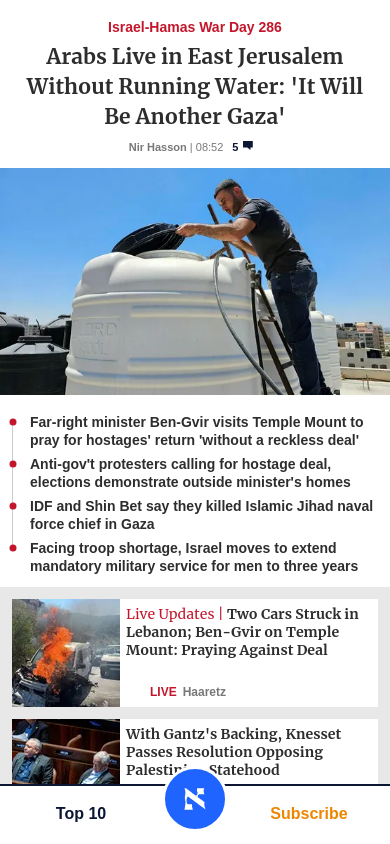 Israel-Hamas War Day 286
Arabs Live in East Jerusalem
Without Running Water: 'It Will
Be Another Gaza'
Nir Hasson | 08:52 5
Far-right minister Ben-Gvir visits Temple Mount to
pray for hostages' return 'without a reckless deal'
Anti-gov't protesters calling for hostage deal,
elections demonstrate outside minister's homes
IDF and Shin Bet say they killed Islamic Jihad naval
force chief in Gaza
Facing troop shortage, Israel moves to extend
mandatory military service for men to three years
Live Updates | Two Cars Struck in
Lebanon; Ben-Gvir on Temple
Mount: Praying Against Deal
LIVE Haaretz
With Gantz's Backing, Knesset
Passes Resolution Opposing
Palestinian Statehood
Top 10
Subscribe